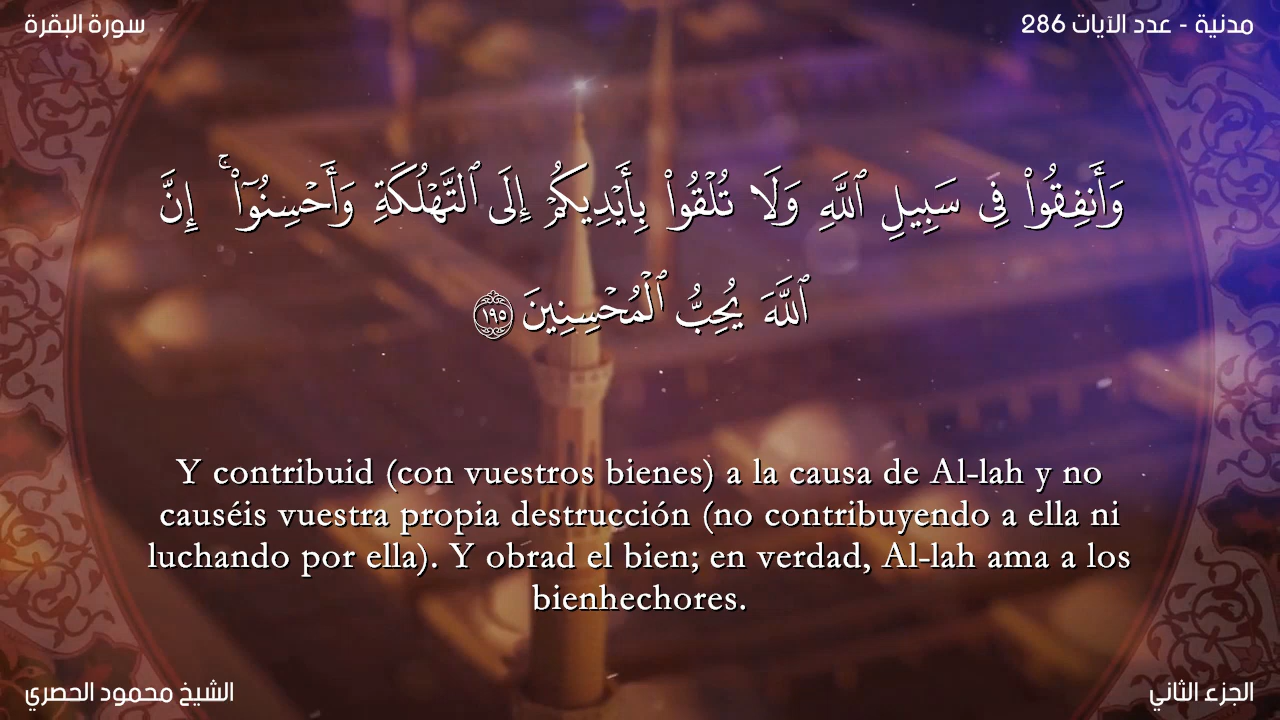 سورة البقرة
مدنية - عدد الآيات 286
وَأَنفِقُوا۟ فِى سَبِيلِ ٱللَّهِ وَلَا تُلْقُوا۟ بِأَيْدِيكُمْ إِلَى ٱلتَّهْلُكَةِ وَأَحْسِنُوٓا۟ ۛ إِنَّ
ٱللَّهَ يُحِبُّ ٱلْمُحْسِنِينَ ١٩٥
Y contribuid (con vuestros bienes) a la causa de Al-lah y no
causéis vuestra propia destrucción (no contribuyendo a ella ni
luchando por ella). Y obrad el bien; en verdad, Al-lah ama a los
bienhechores.
الشيخ محمود الحصري
الجزء الثاني